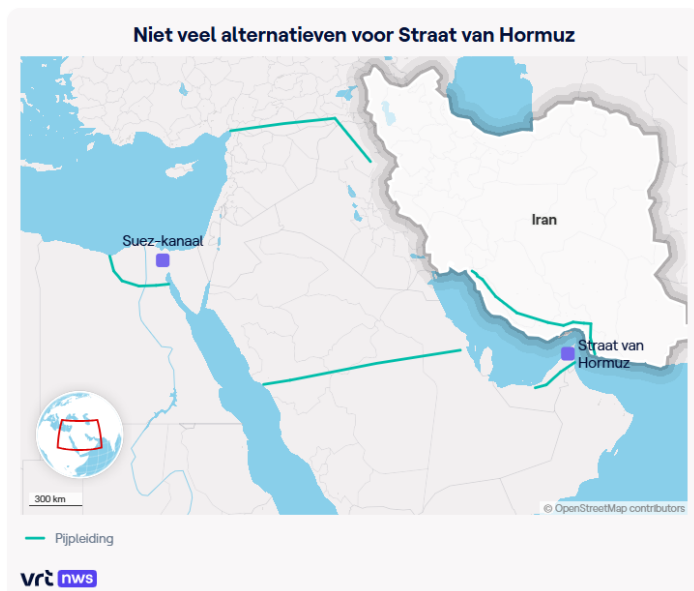 Niet veel alternatieven voor Straat van Hormuz
Suez-kanaal
Iran
Straat van
Hormuz
300 km
© OpenStreetMap contributors
Pijpleiding
vrt nws